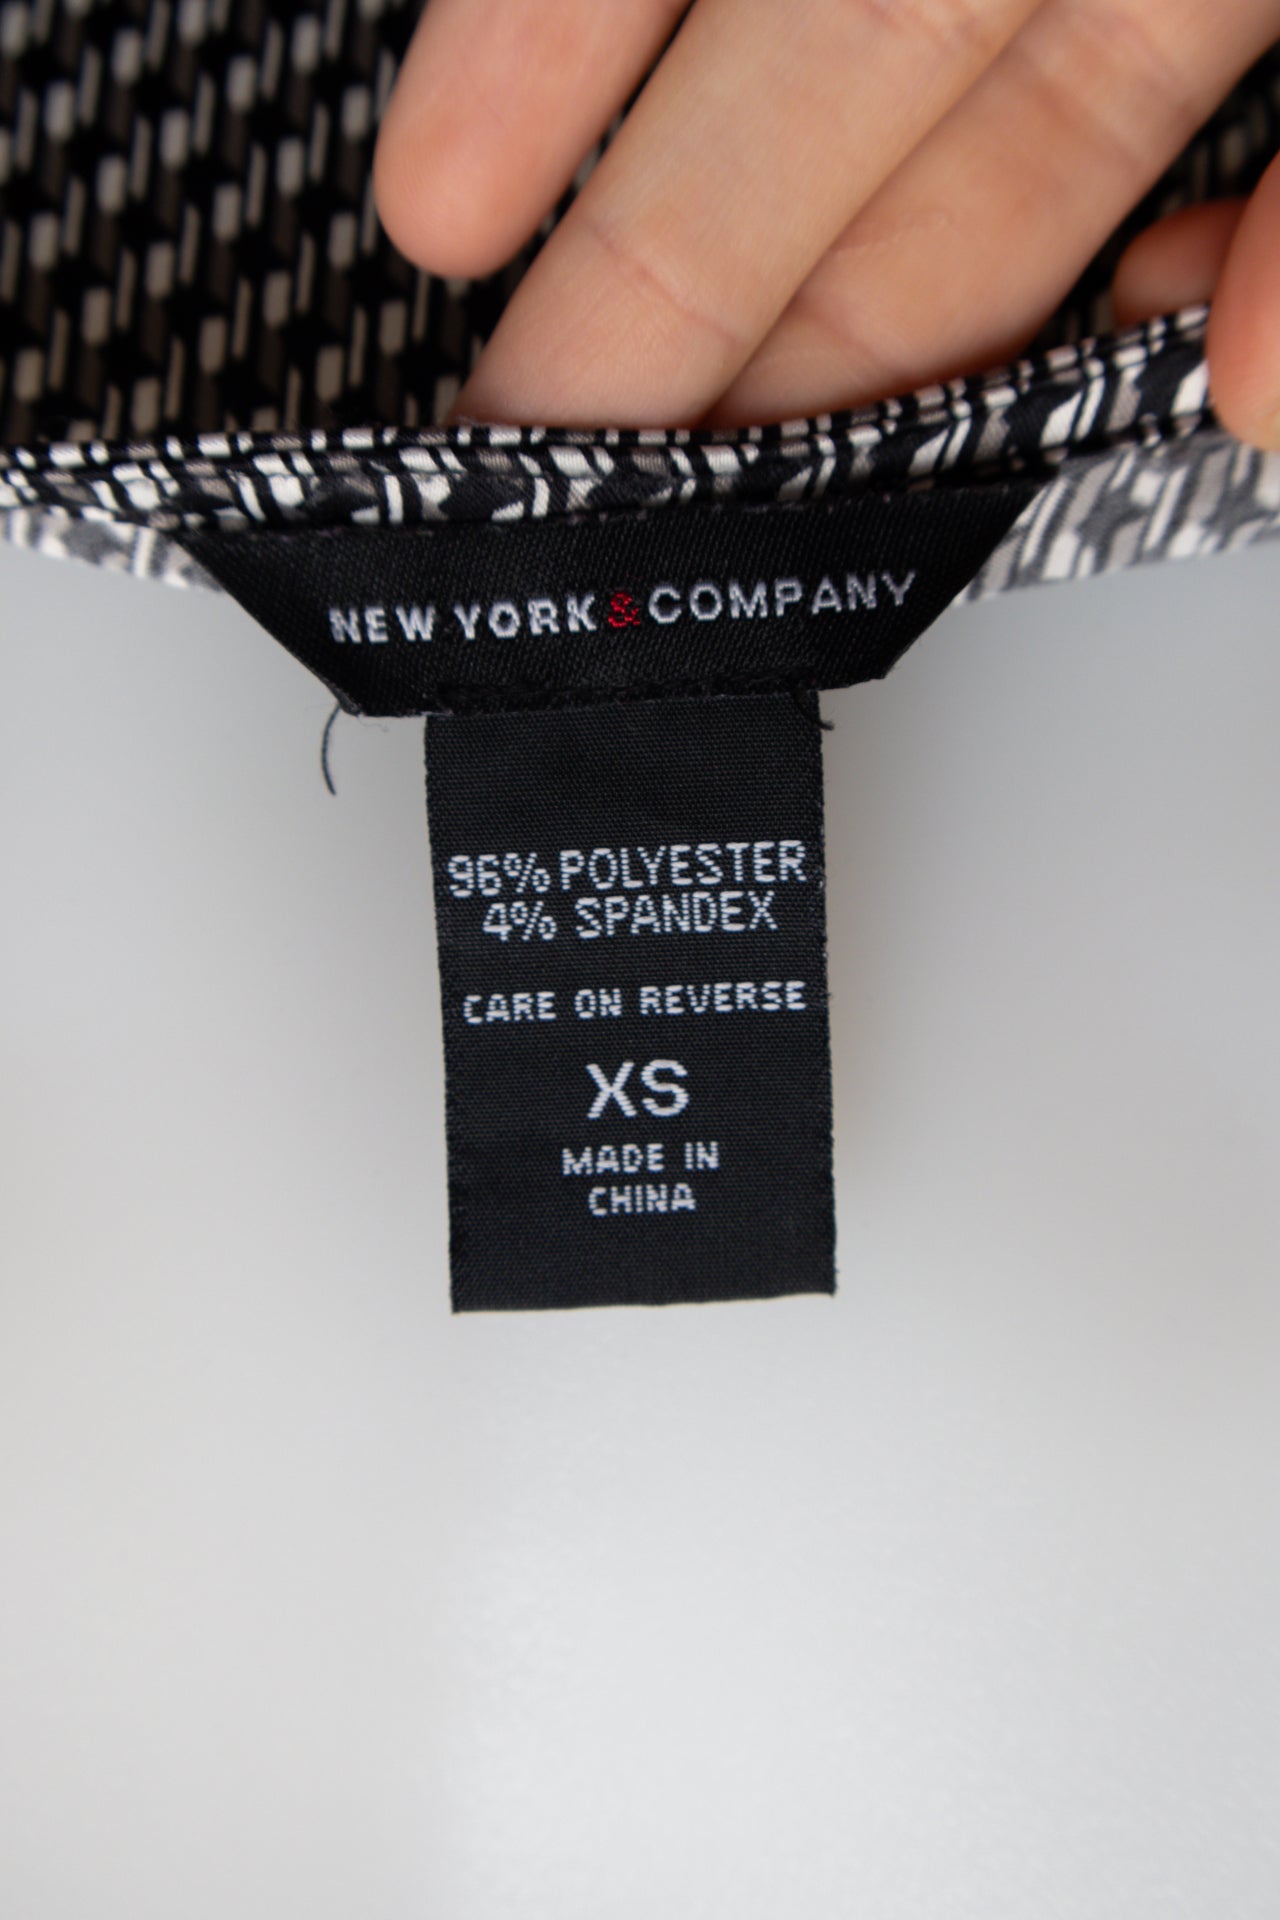 NEW YORK & COMPANY
96% POLYESTER
4% SPANDEX
CARE ON REVERSE
XS
MADE IN
CHINA